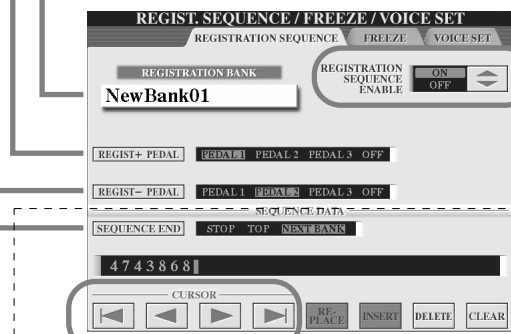 REGIST. SEQUENCE / FREEZE / VOICE SET
REGISTRATION SEQUENCE FREEZE VOICE SET
REGISTRATION BANK
NewBank01
REGISTRATION
SEQUENCE
ENABLE
ON
OFF
REGIST+ PEDAL PEDAL 1 PEDAL 2 PEDAL 3 OFF
REGIST− PEDAL PEDAL 1 PEDAL 2 PEDAL 3 OFF
SEQUENCE DATA
SEQUENCE END STOP TOP NEXT BANK
4743868
CURSOR
RE-
PLACE INSERT DELETE CLEAR